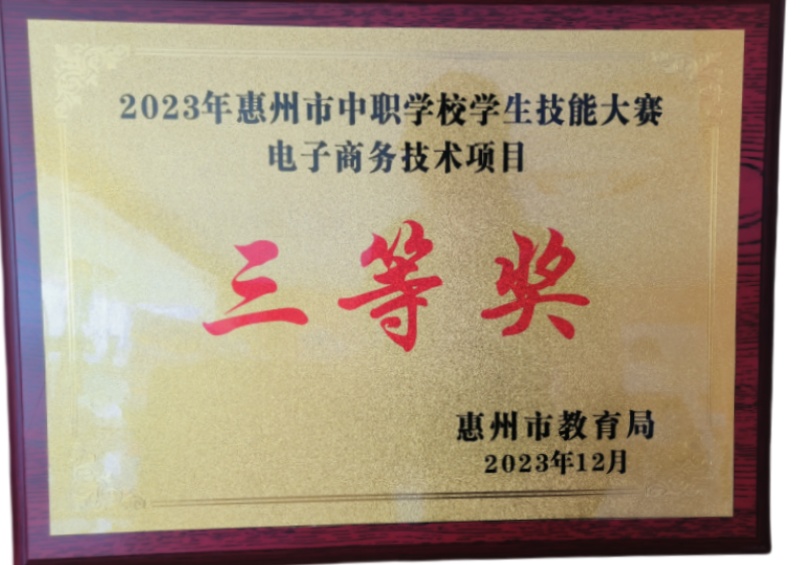 2023年惠州市中职学校学生技能大赛
电子商务技术项目
三等奖
惠州市教育局
2023年12月